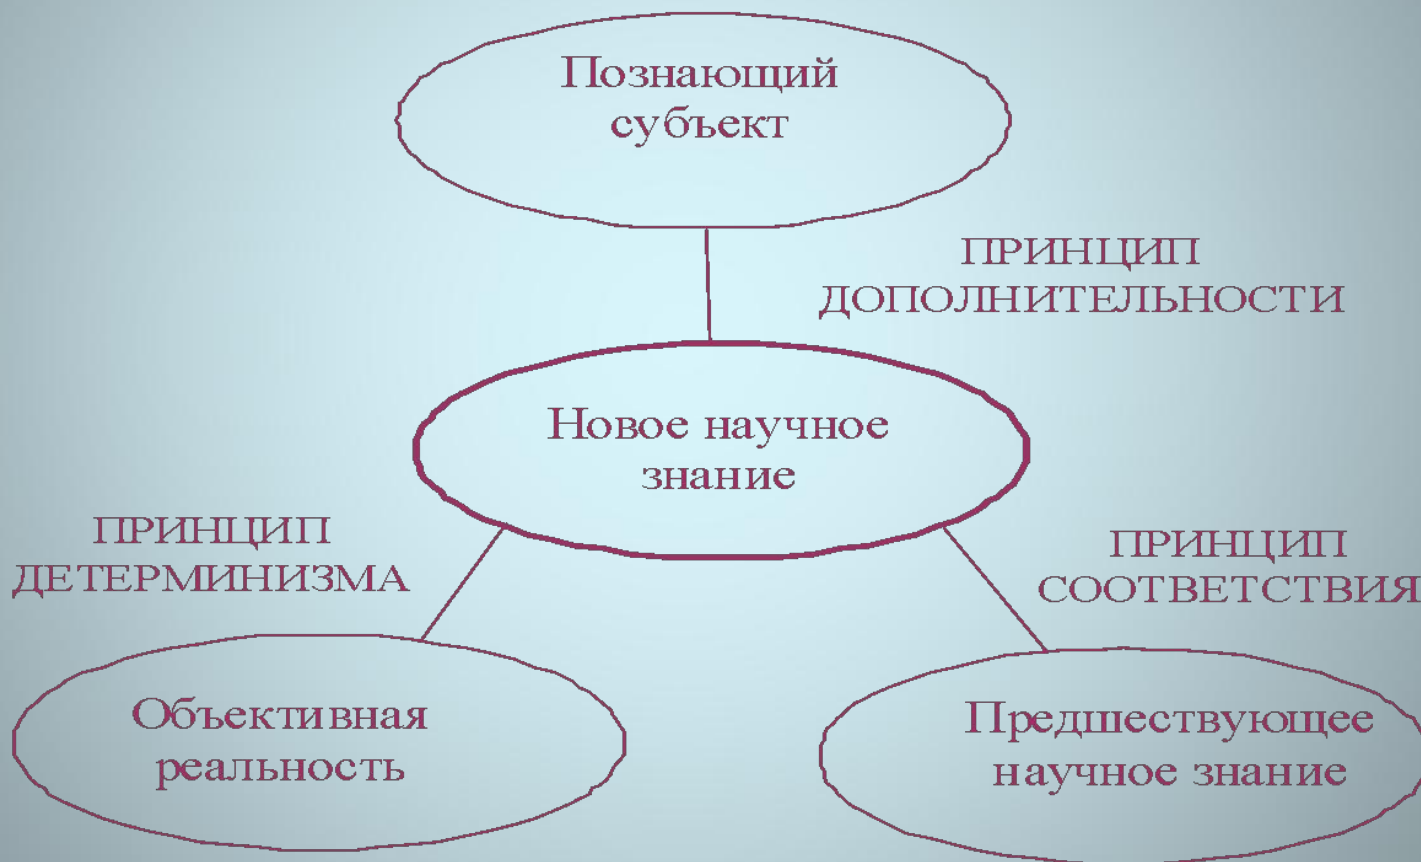 Познающий
субъект
ПРИНЦИП
ДОПОЛНИТЕЛЬНОСТИ
Новое научное
знание
ПРИНЦИП
ДЕТЕРМИНИЗМА
ПРИНЦИП
СООТВЕТСТВИЯ
Объективная
реальность
Предшествующее
научное знание